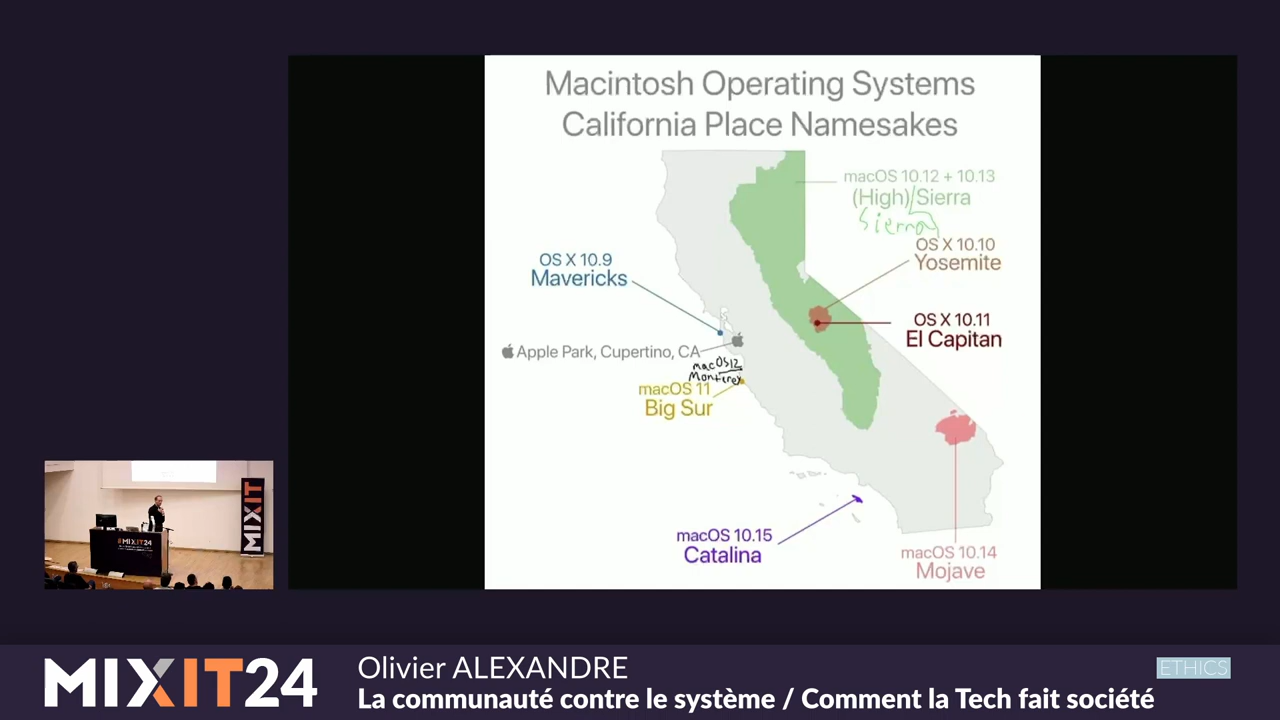 Macintosh Operating Systems
California Place Namesakes
macOS 10.12 + 10.13
(High)/Sierra
Sierra
OS X 10.10
Yosemite
OS X 10.9
Mavericks
OS X 10.11
El Capitan
Apple Park, Cupertino, CA
macOS12
Monterey
macOS 11
Big Sur
macOS 10.15
Catalina
macOS 10.14
Mojave
MIXIT
#MIXIT24
MIXIT24
Olivier ALEXANDRE
ETHICS
La communauté contre le système / Comment la Tech fait société